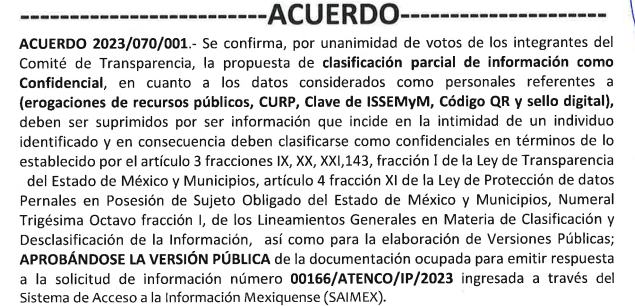 -----------------------ACUERDO-----------------------
ACUERDO 2023/070/001.- Se confirma, por unanimidad de votos de los integrantes del
Comité de Transparencia, la propuesta de clasificación parcial de información como
Confidencial, en cuanto a los datos considerados como personales referentes a
(erogaciones de recursos públicos, CURP, Clave de ISSEMyM, Código QR y sello digital),
deben ser suprimidos por ser información que incide en la intimidad de un individuo
identificado y en consecuencia deben clasificarse como confidenciales en términos de lo
establecido por el artículo 3 fracciones IX, XX, XXI,143, fracción I de la Ley de Transparencia
del Estado de México y Municipios, artículo 4 fracción XI de la Ley de Protección de datos
Pernales en Posesión de Sujeto Obligado del Estado de México y Municipios, Numeral
Trigésima Octavo fracción I, de los Lineamientos Generales en Materia de Clasificación y
Desclasificación de la Información, así como para la elaboración de Versiones Públicas;
APROBÁNDOSE LA VERSIÓN PÚBLICA de la documentación ocupada para emitir respuesta
a la solicitud de información número 00166/ATENCO/IP/2023 ingresada a través del
Sistema de Acceso a la Información Mexiquense (SAIMEX).